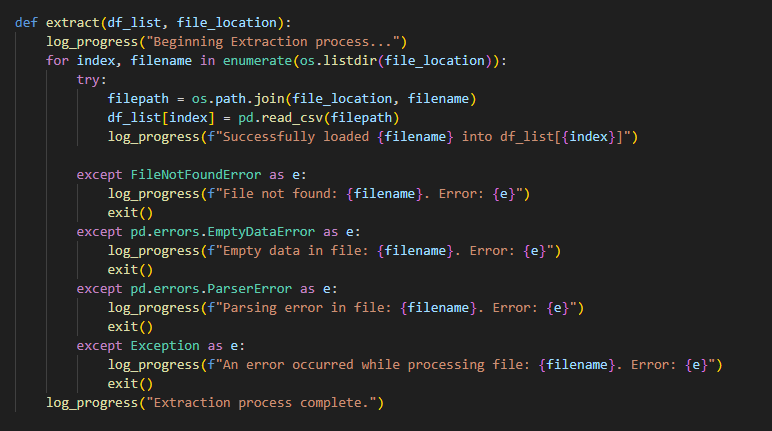 def extract(df_list, file_location):
    log_progress("Beginning Extraction process...")
    for index, filename in enumerate(os.listdir(file_location)):
        try:
            filepath = os.path.join(file_location, filename)
            df_list[index] = pd.read_csv(filepath)
            log_progress(f"Successfully loaded {filename} into df_list[{index}]")

        except FileNotFoundError as e:
            log_progress(f"File not found: {filename}. Error: {e}")
            exit()
        except pd.errors.EmptyDataError as e:
            log_progress(f"Empty data in file: {filename}. Error: {e}")
            exit()
        except pd.errors.ParserError as e:
            log_progress(f"Parsing error in file: {filename}. Error: {e}")
            exit()
        except Exception as e:
            log_progress(f"An error occurred while processing file: {filename}. Error: {e}")
            exit()
    log_progress("Extraction process complete.")